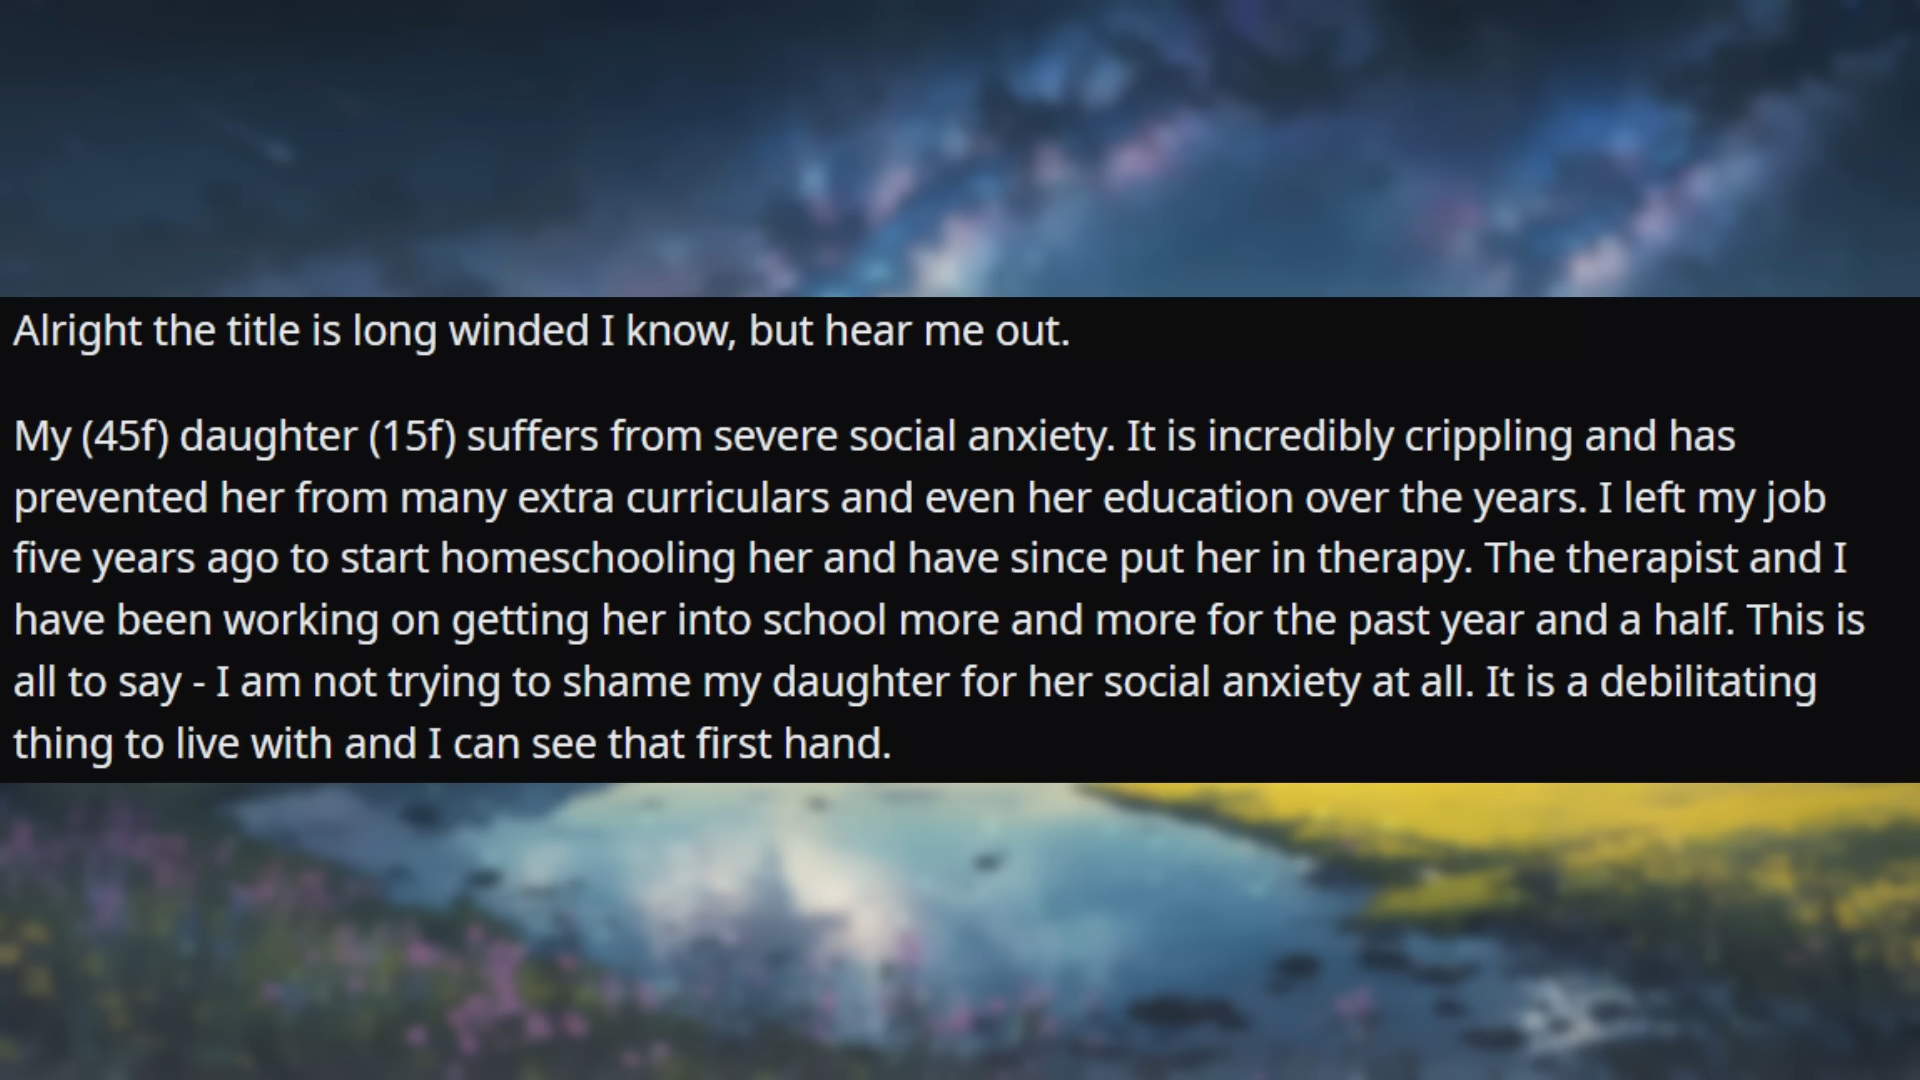 Alright the title is long winded I know, but hear me out.
My (45f) daughter (15f) suffers from severe social anxiety. It is incredibly crippling and has
prevented her from many extra curriculars and even her education over the years. I left my job
five years ago to start homeschooling her and have since put her in therapy. The therapist and I
have been working on getting her into school more and more for the past year and a half. This is
all to say - I am not trying to shame my daughter for her social anxiety at all. It is a debilitating
thing to live with and I can see that first hand.